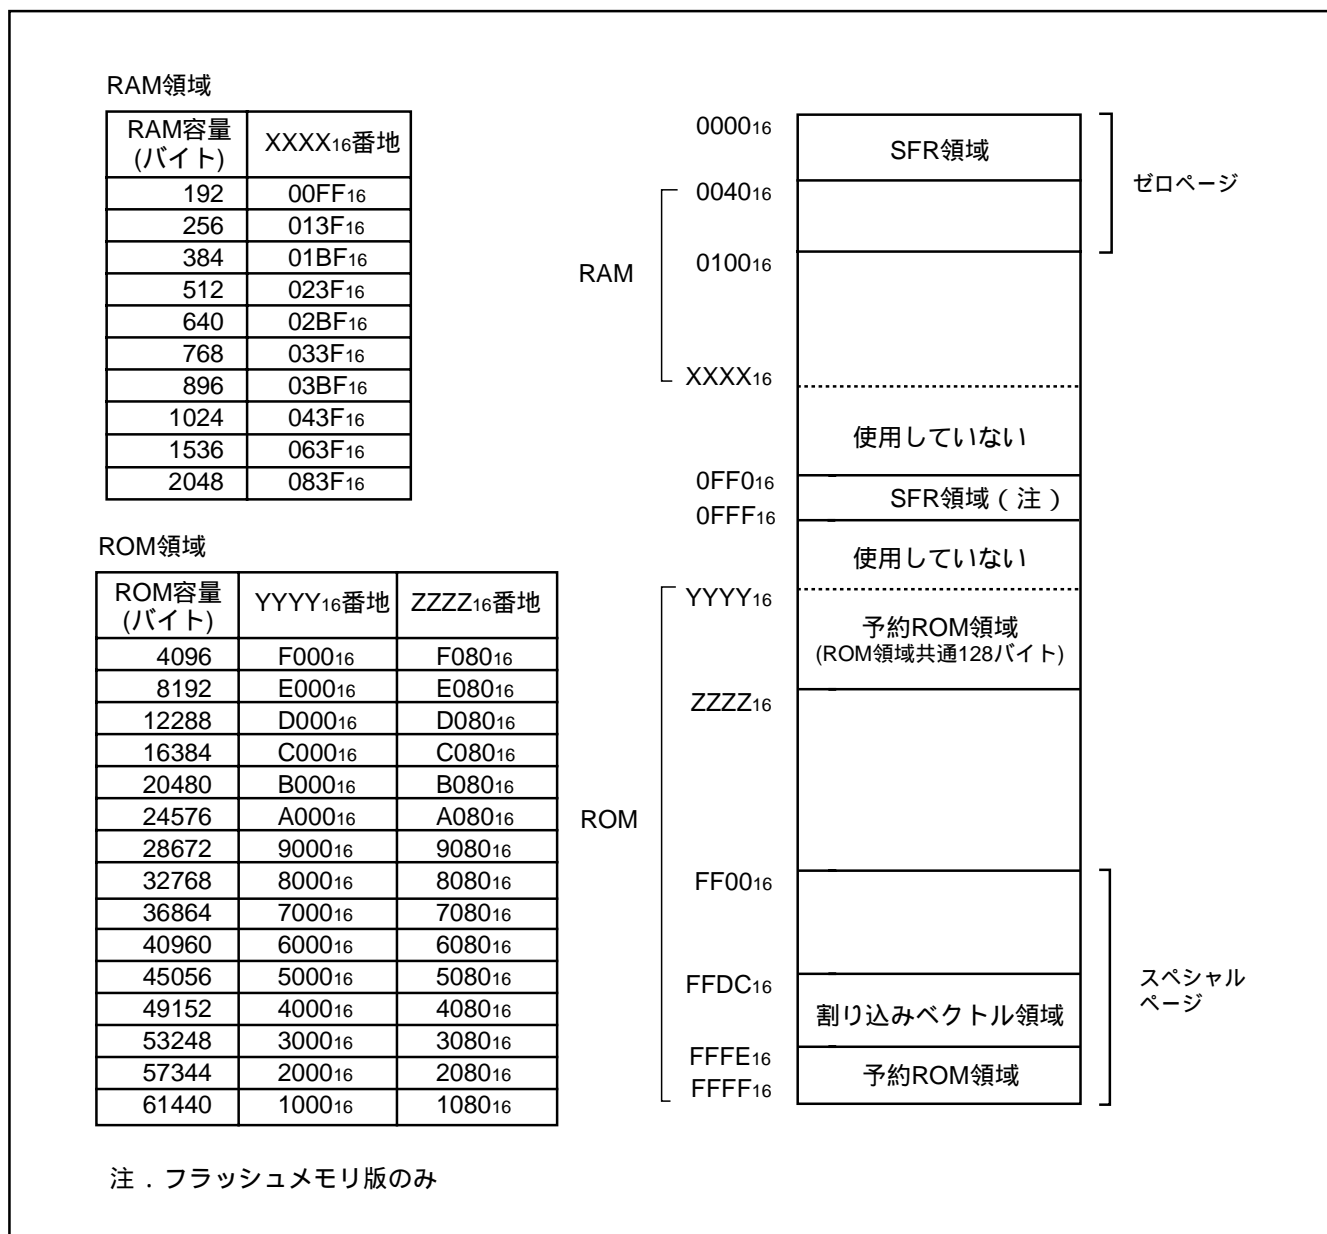 RAM領域
RAM容量
(バイト) XXXX16番地
192 00FF16
256 013F16
384 01BF16
512 023F16
640 02BF16
768 033F16
896 03BF16
1024 043F16
1536 063F16
2048 083F16
ROM領域
ROM容量
(バイト) YYYY16番地 ZZZZ16番地
4096 F00016 F08016
8192 E00016 E08016
12288 D00016 D08016
16384 C00016 C08016
20480 B00016 B08016
24576 A00016 A08016
28672 900016 908016
32768 800016 808016
36864 700016 708016
40960 600016 608016
45056 500016 508016
49152 400016 408016
53248 300016 308016
57344 200016 208016
61440 100016 108016
注．フラッシュメモリ版のみ
RAM
ROM
000016
004016
010016
XXXX16
0FF016
0FFF16
YYYY16
ZZZZ16
FF0016
FFDC16
FFFE16
FFFF16
SFR領域
使用していない
SFR領域（注）
使用していない
予約ROM領域
(ROM領域共通128バイト)
割り込みベクトル領域
予約ROM領域
ゼロページ
スペシャル
ページ